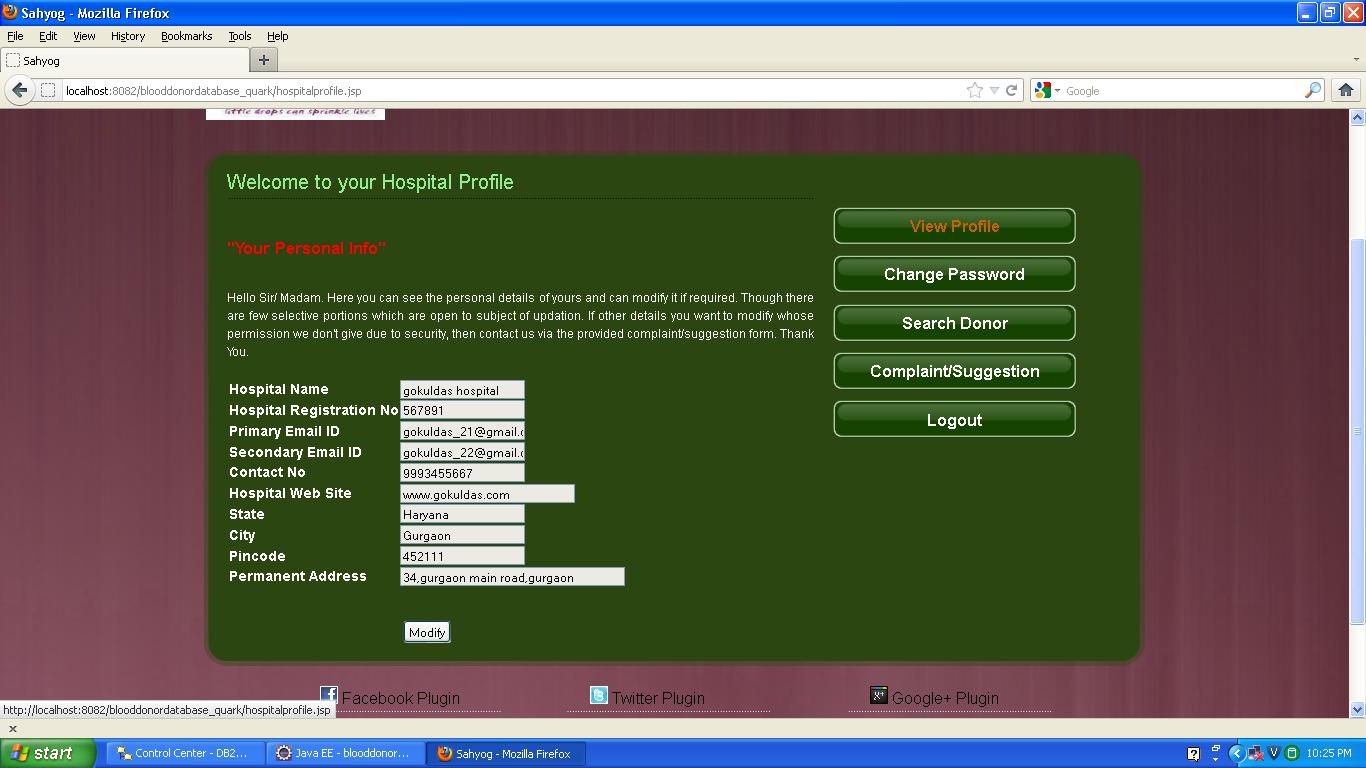 Sahyog - Mozilla Firefox
File Edit View History Bookmarks Tools Help
Sahyog
localhost:8082/blooddonordatabase_quark/hospitalprofile.jsp
Google
little drops can sprinkle lives
Welcome to your Hospital Profile
"Your Personal Info"
Hello Sir/ Madam. Here you can see the personal details of yours and can modify it if required. Though there
are few selective portions which are open to subject of updation. If other details you want to modify whose
permission we don't give due to security, then contact us via the provided complaint/suggestion form. Thank
You.
Hospital Name gokuldas hospital
Hospital Registration No 567891
Primary Email ID gokuldas_21@gmail.c
Secondary Email ID gokuldas_22@gmail.c
Contact No 9993455667
Hospital Web Site www.gokuldas.com
State Haryana
City Gurgaon
Pincode 452111
Permanent Address 34,gurgaon main road,gurgaon
Modify
View Profile
Change Password
Search Donor
Complaint/Suggestion
Logout
Facebook Plugin Twitter Plugin Google+ Plugin
http://localhost:8082/blooddonordatabase_quark/hospitalprofile.jsp
start Control Center - DB2... Java EE - blooddonor... Sahyog - Mozilla Firefox 10:25 PM